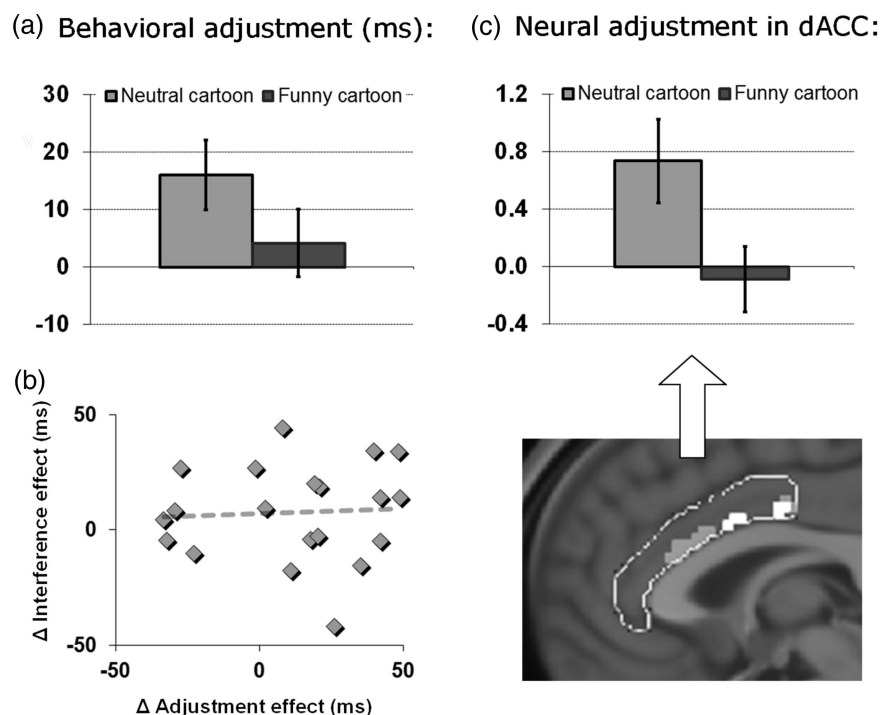 (a) Behavioral adjustment (ms):
30
20
10
0
-10
Neutral cartoon Funny cartoon
(c) Neural adjustment in dACC:
1.2
0.8
0.4
0.0
-0.4
Neutral cartoon Funny cartoon
(b)
Δ Interference effect (ms)
50
0
-50
-50 0 50
Δ Adjustment effect (ms)